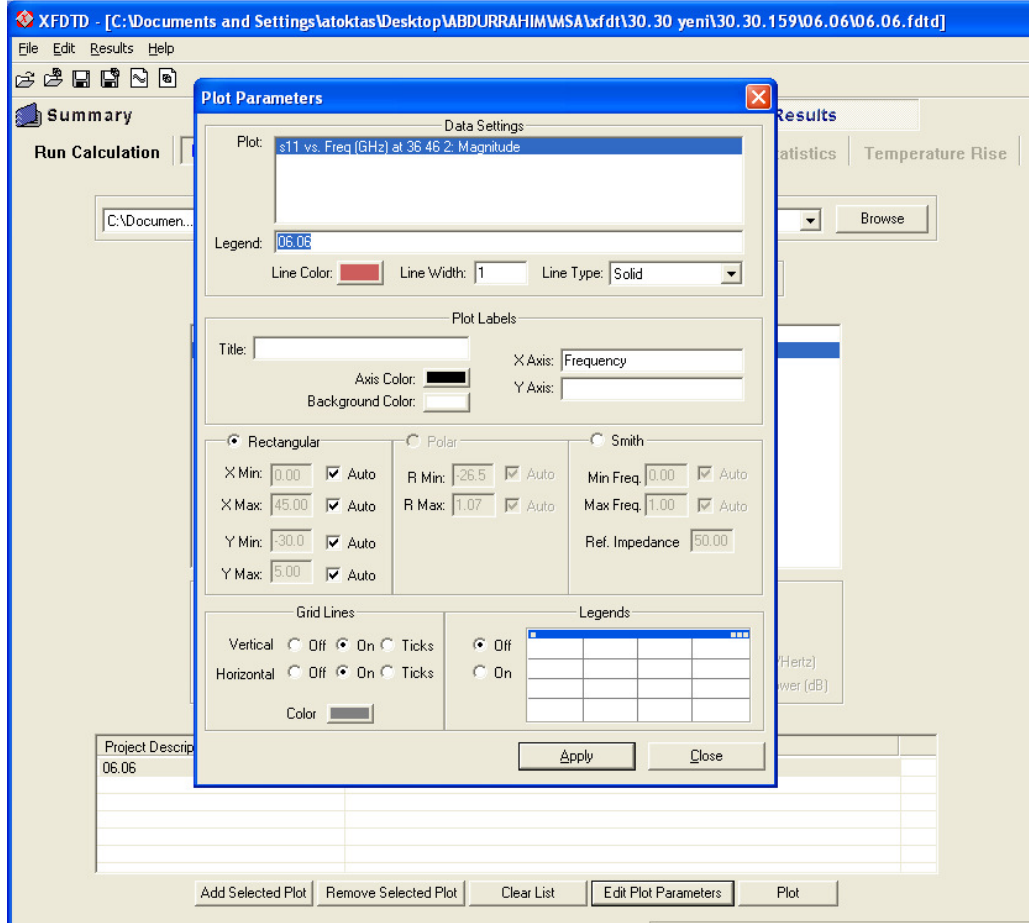 XFDTD - [C:\Documents and Settings\atoktas\Desktop\ABDURRAHIM\MSA\xfdt\30.30 yeni\30.30.159\06.06\06.06.fdtd]
File Edit Results Help
Summary
Results
Run Calculation
atistics
Temperature Rise
C:\Documen...
Browse
Plot Parameters
Data Settings
Plot:
s11 vs. Freq (GHz) at 36 46 2: Magnitude
Legend: 06.06
Line Color: Line Width: 1 Line Type: Solid
Plot Labels
Title:
X Axis: Frequency
Axis Color:
Y Axis:
Background Color:
Rectangular Polar Smith
X Min: 0.00 Auto R Min: -26.5 Auto Min Freq. 0.00 Auto
X Max: 45.00 Auto R Max: 1.07 Auto Max Freq. 1.00 Auto
Y Min: -30.0 Auto Ref. Impedance 50.00
Y Max: 5.00 Auto
Grid Lines Legends
Vertical Off On Ticks Off
Horizontal Off On Ticks On
Color
/Hertz)
wer (dB)
Apply Close
Project Descrip
06.06
Add Selected Plot Remove Selected Plot Clear List Edit Plot Parameters Plot